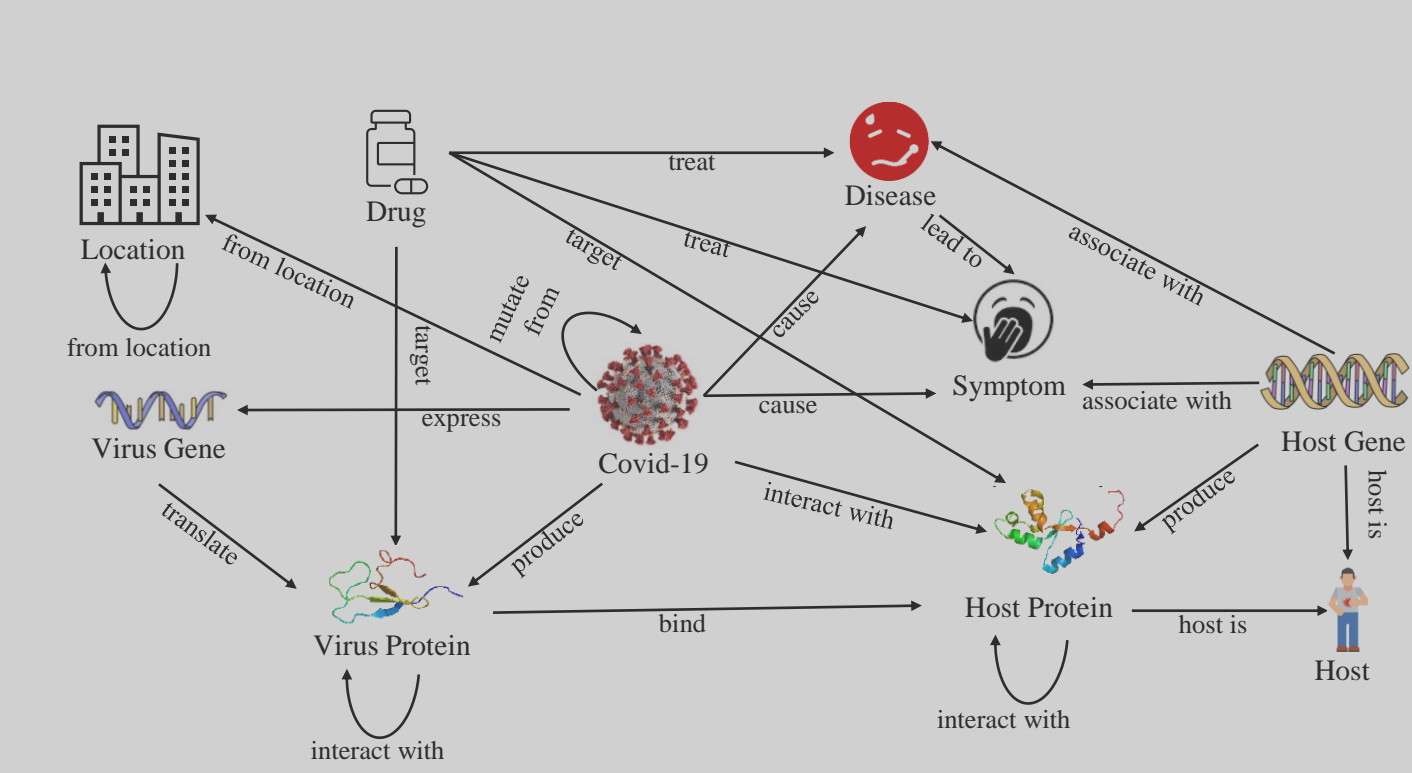 treat
Disease
Drug
lead to
Location
from location
target
treat
associate with
mutate
from
cause
from location
target
Symptom
cause
associate with
express
Virus Gene
Covid-19
Host Gene
interact with
produce
host is
translate
produce
Host Protein
bind
host is
Virus Protein
Host
interact with
interact with